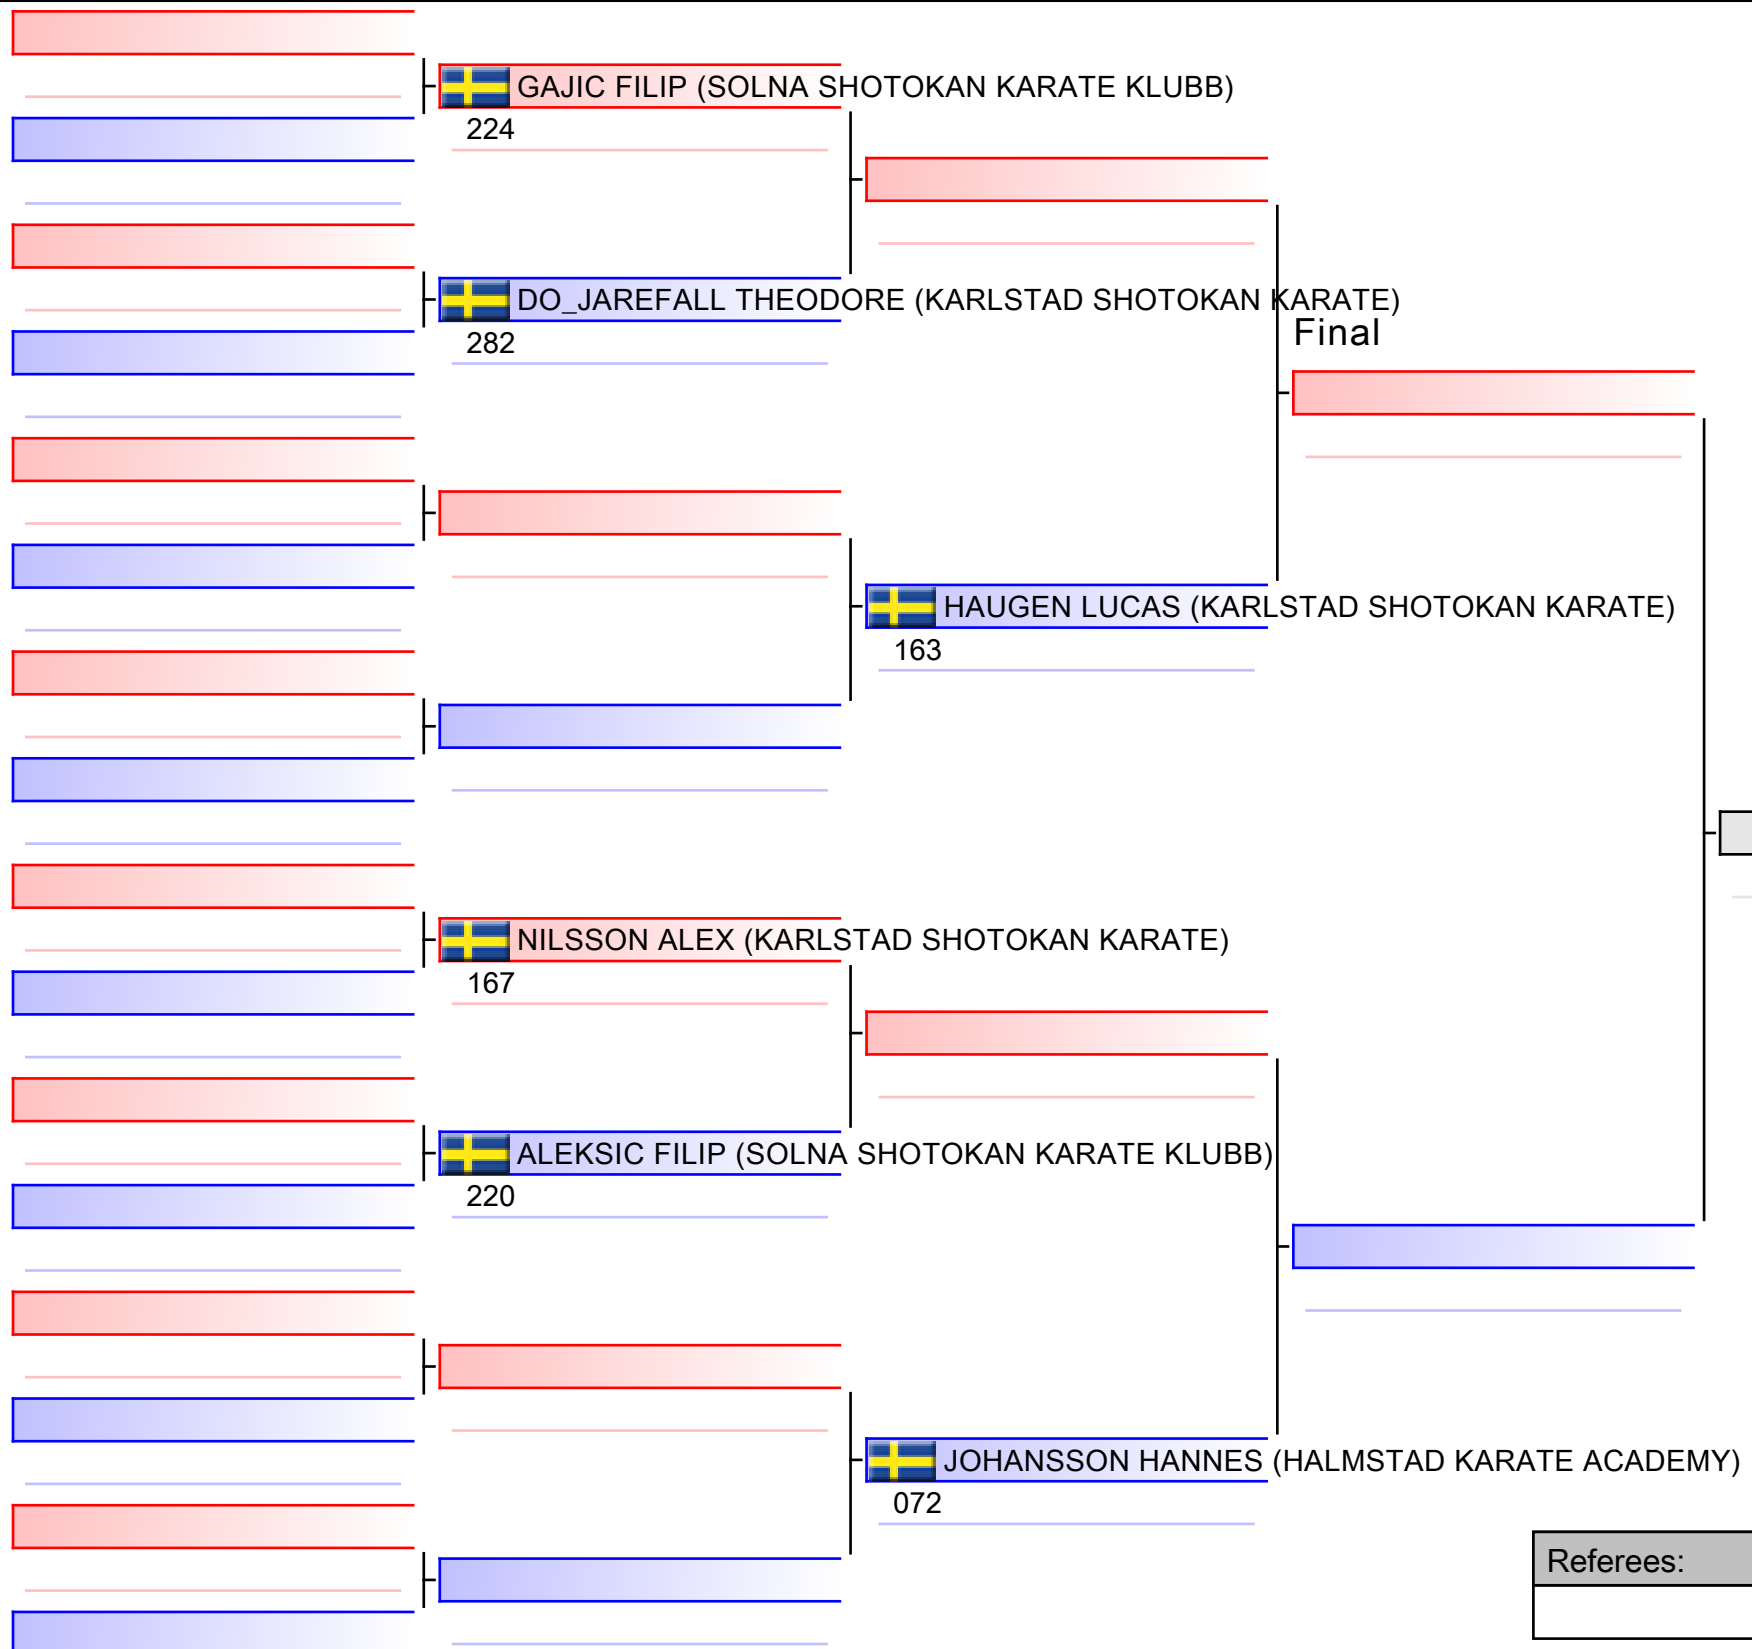 GAJIC FILIP (SOLNA SHOTOKAN KARATE KLUBB)
224
DO_JAREFALL THEODORE (KARLSTAD SHOTOKAN KARATE)
282
Final
HAUGEN LUCAS (KARLSTAD SHOTOKAN KARATE)
163
NILSSON ALEX (KARLSTAD SHOTOKAN KARATE)
167
ALEKSIC FILIP (SOLNA SHOTOKAN KARATE KLUBB)
220
JOHANSSON HANNES (HALMSTAD KARATE ACADEMY)
072
Referees: